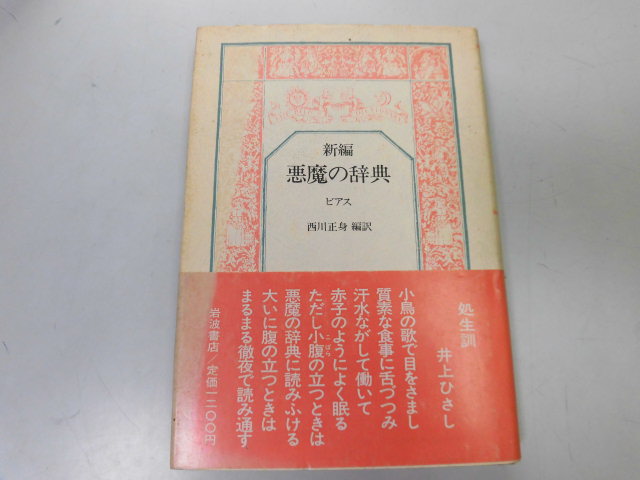 新編
悪魔の辞典
ビアス
西川正身 編訳
処生訓
井上ひさし
小鳥の歌で目をさまし
質素な食事に舌づつみ
汗水ながして働いて
赤子のようによく眠る
ただし小腹の立つときは
こばら
悪魔の辞典に読みふける
大いに腹の立つときは
まるまる徹夜で読み通す
岩波書店/定価一二〇〇円